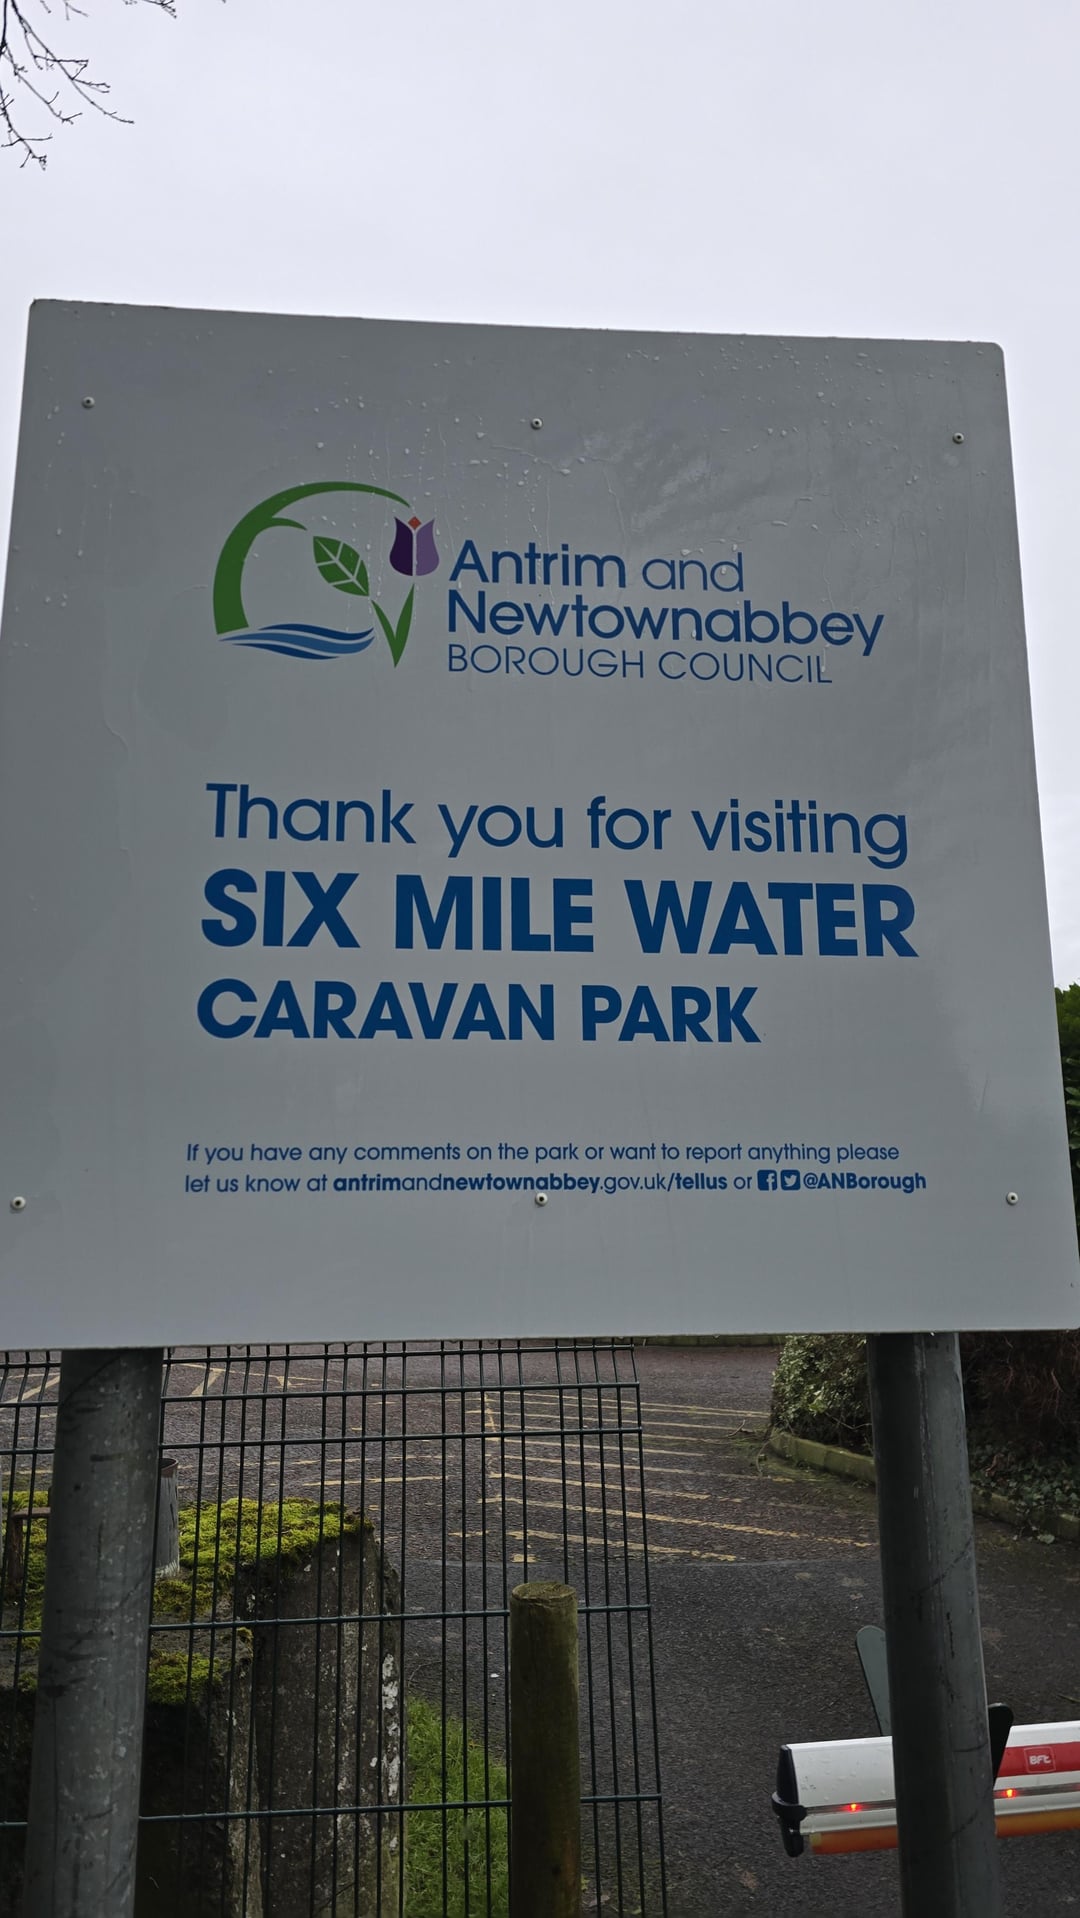 Antrim and
Newtownabbey
BOROUGH COUNCIL
Thank you for visiting
SIX MILE WATER
CARAVAN PARK
If you have any comments on the park or want to report anything please
let us know at antrimandnewtownabbey.gov.uk/tellus or @ANBorough
BFt